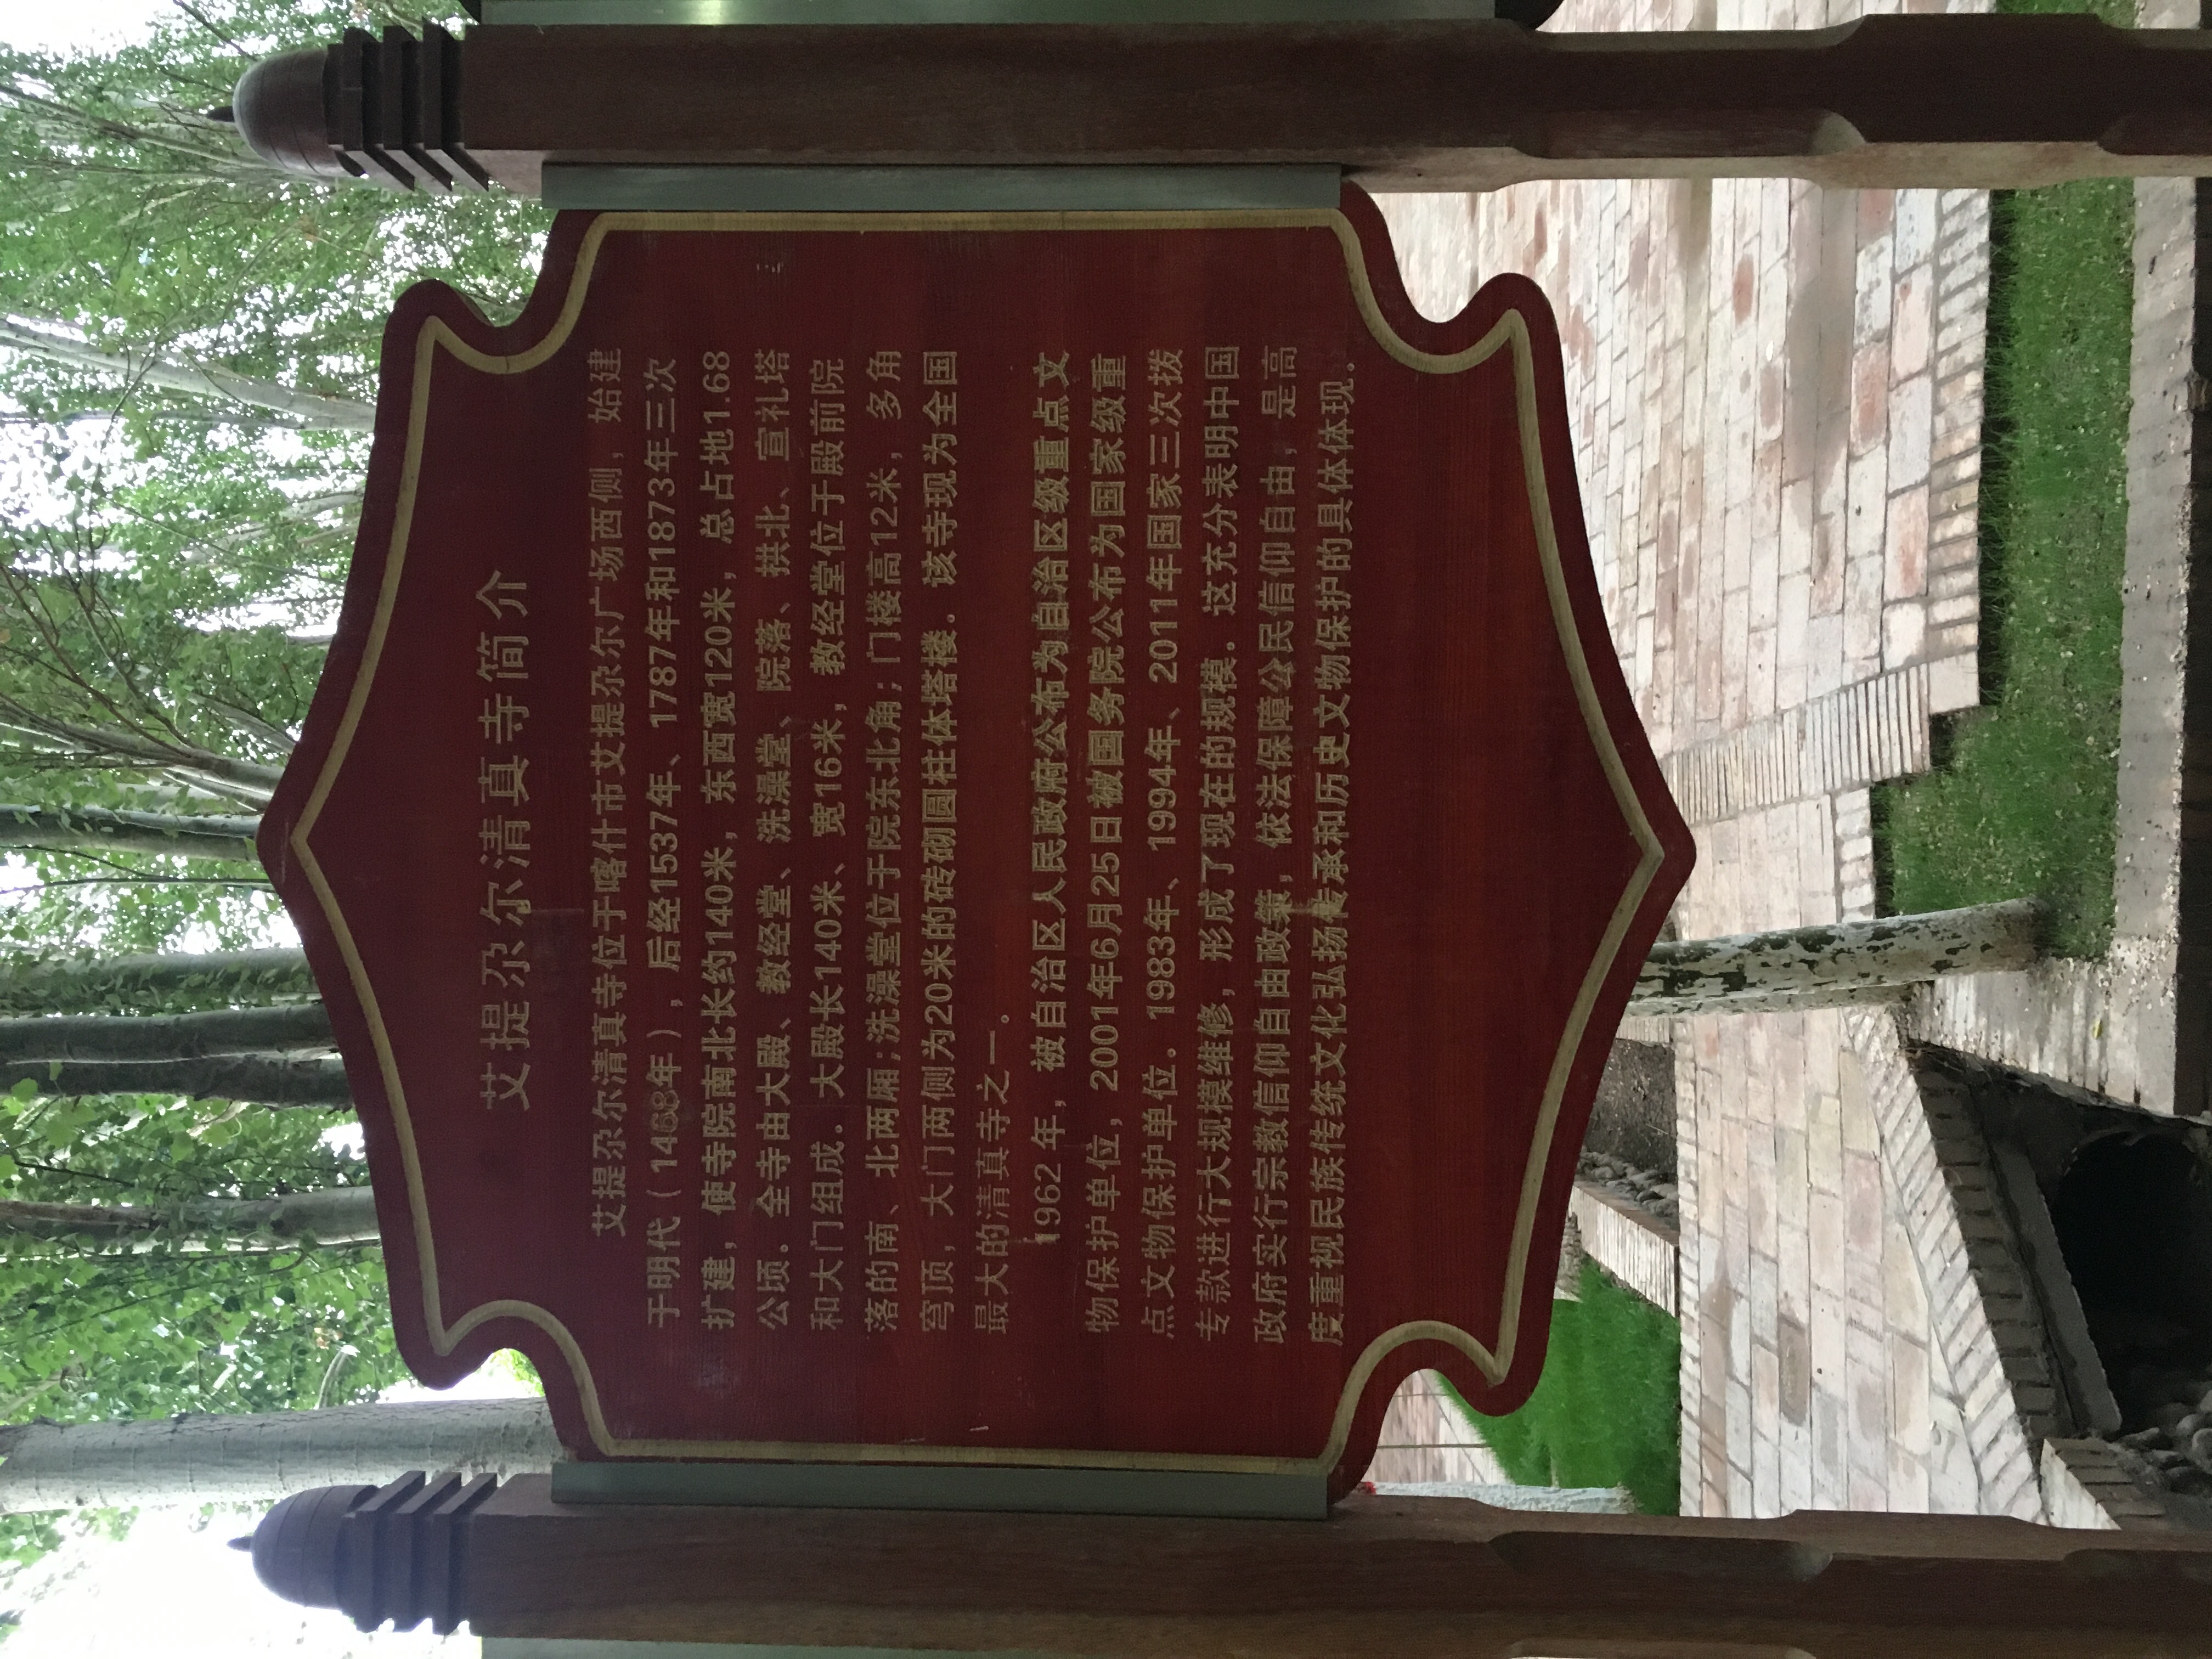 艾提尕尔清真寺简介
艾提尕尔清真寺位于喀什市艾提尕尔广场西侧，始建
于明代（1468年），后经1537年、1787年和1873年三次
扩建，使寺院南北长约140米，东西宽120米，总占地1.68
公顷。全寺由大殿、教经堂、洗澡堂、院落、拱北、宣礼塔
和大门组成。大殿长140米、宽16米，教经堂位于殿前院
落的南、北两厢；洗澡堂位于院东北角；门楼高12米，多角
穹顶，大门两侧为20米的砖砌圆柱体塔楼。该寺现为全国
最大的清真寺之一。
1962 年，被自治区人民政府公布为自治区级重点文
物保护单位，2001年6月25日被国务院公布为国家级重
点文物保护单位。1983年、1994年、2011年国家三次拨
专款进行大规模维修，形成了现在的规模。这充分表明中国
政府实行宗教信仰自由政策，依法保障公民信仰自由，是高
度重视民族传统文化弘扬传承和历史文物保护的具体体现。